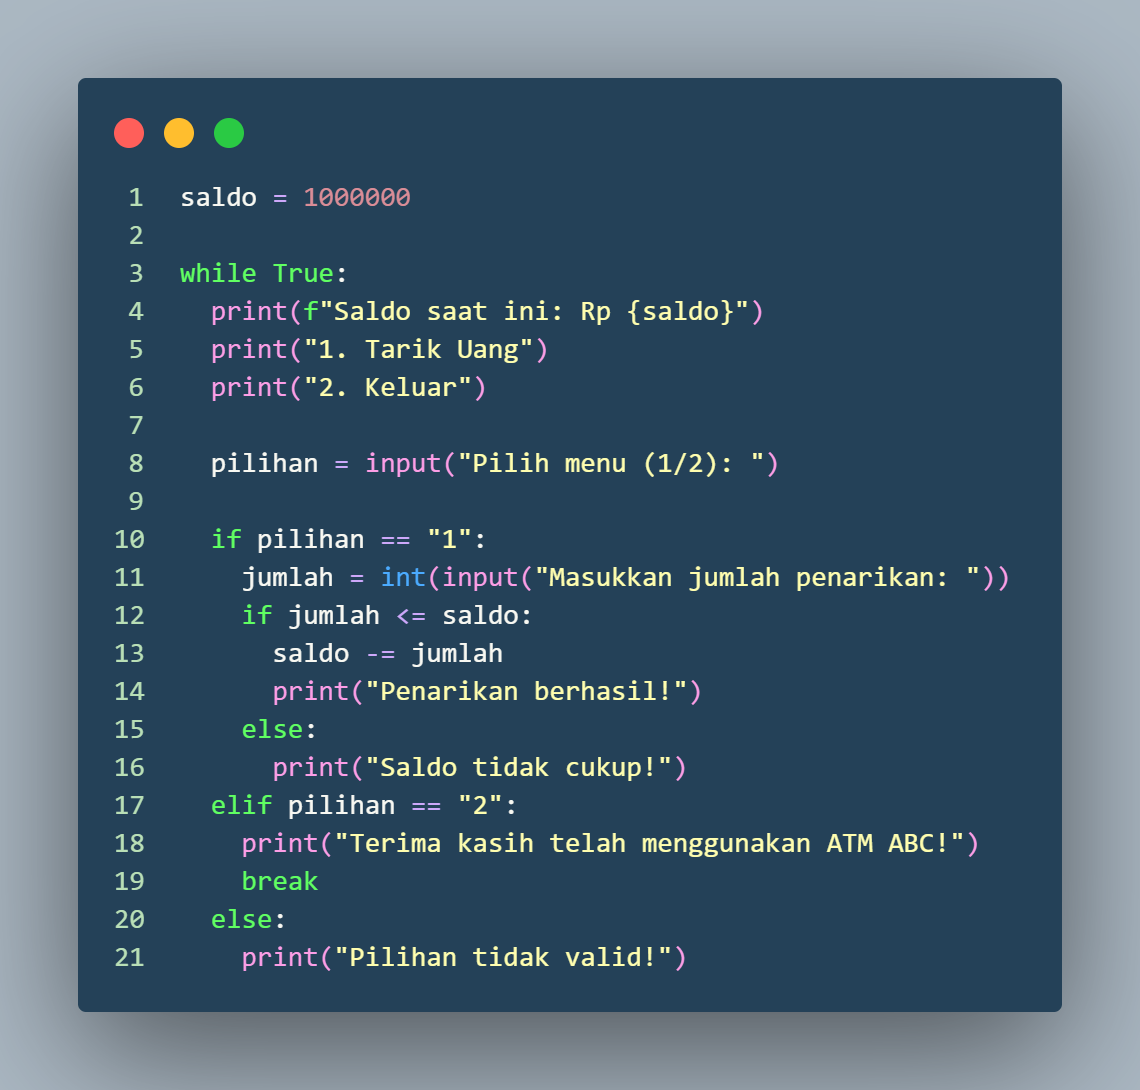 1 saldo = 1000000
2
3 while True:
4   print(f"Saldo saat ini: Rp {saldo}")
5   print("1. Tarik Uang")
6   print("2. Keluar")
7
8   pilihan = input("Pilih menu (1/2): ")
9
10   if pilihan == "1":
11     jumlah = int(input("Masukkan jumlah penarikan: "))
12     if jumlah <= saldo:
13       saldo -= jumlah
14       print("Penarikan berhasil!")
15     else:
16       print("Saldo tidak cukup!")
17   elif pilihan == "2":
18     print("Terima kasih telah menggunakan ATM ABC!")
19     break
20   else:
21     print("Pilihan tidak valid!")